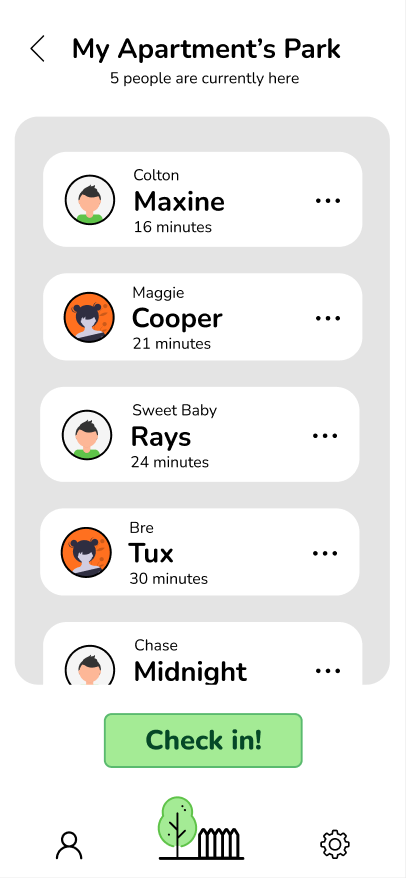 My Apartment’s Park
5 people are currently here
Colton
Maxine
16 minutes
Maggie
Cooper
21 minutes
Sweet Baby
Rays
24 minutes
Bre
Tux
30 minutes
Chase
Midnight
Check in!